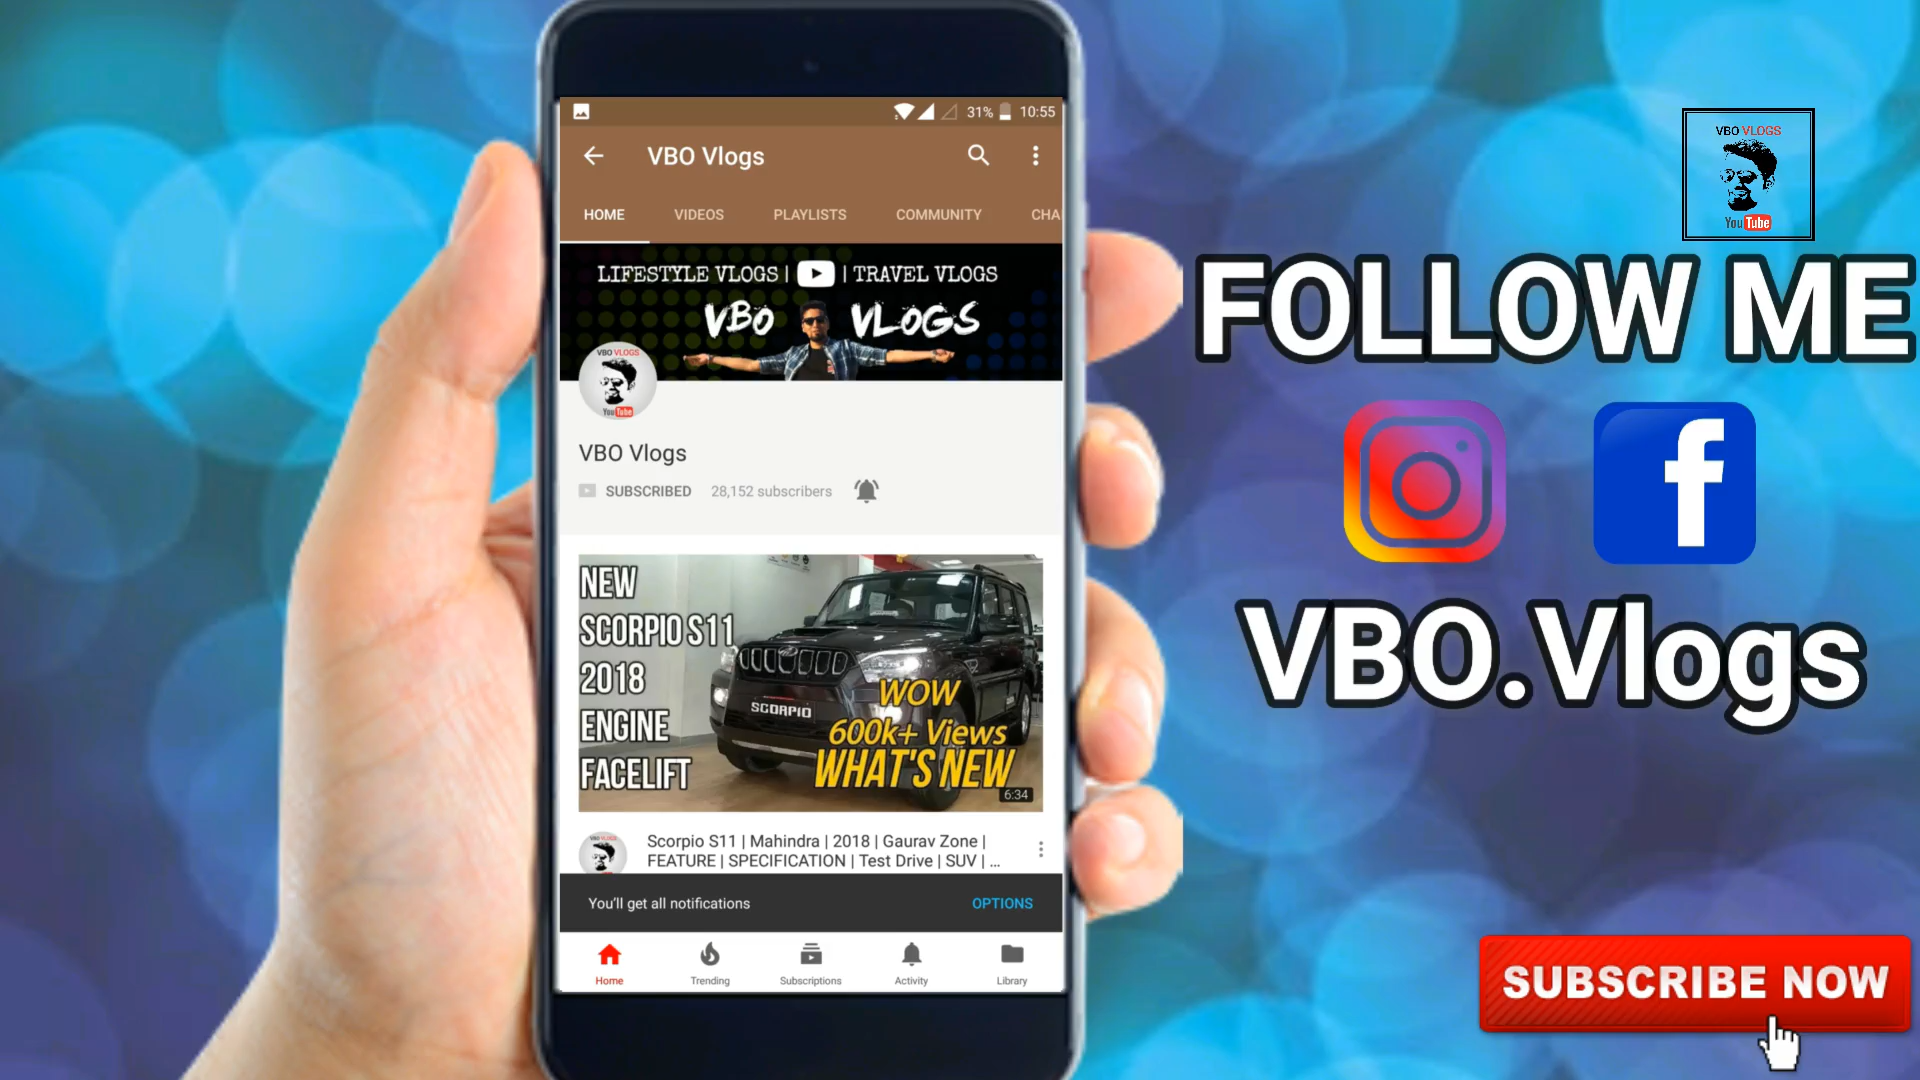 31% 10:55
VBO Vlogs
HOME VIDEOS PLAYLISTS COMMUNITY CHA
LIFESTYLE VLOGS | | TRAVEL VLOGS
VBO VLOGS
VBO VLOGS
YouTube
VBO Vlogs
SUBSCRIBED 28,152 subscribers
NEW
SCORPIO S11
2018
ENGINE
FACELIFT
SCORPIO
WOW
600k+ Views
WHAT'S NEW
6:34
VBO VLOGS
Scorpio S11 | Mahindra | 2018 | Gaurav Zone |
FEATURE | SPECIFICATION | Test Drive | SUV | ...
You'll get all notifications OPTIONS
Home Trending Subscriptions Activity Library
VBO VLOGS
YouTube
FOLLOW ME
f
VBO.Vlogs
SUBSCRIBE NOW